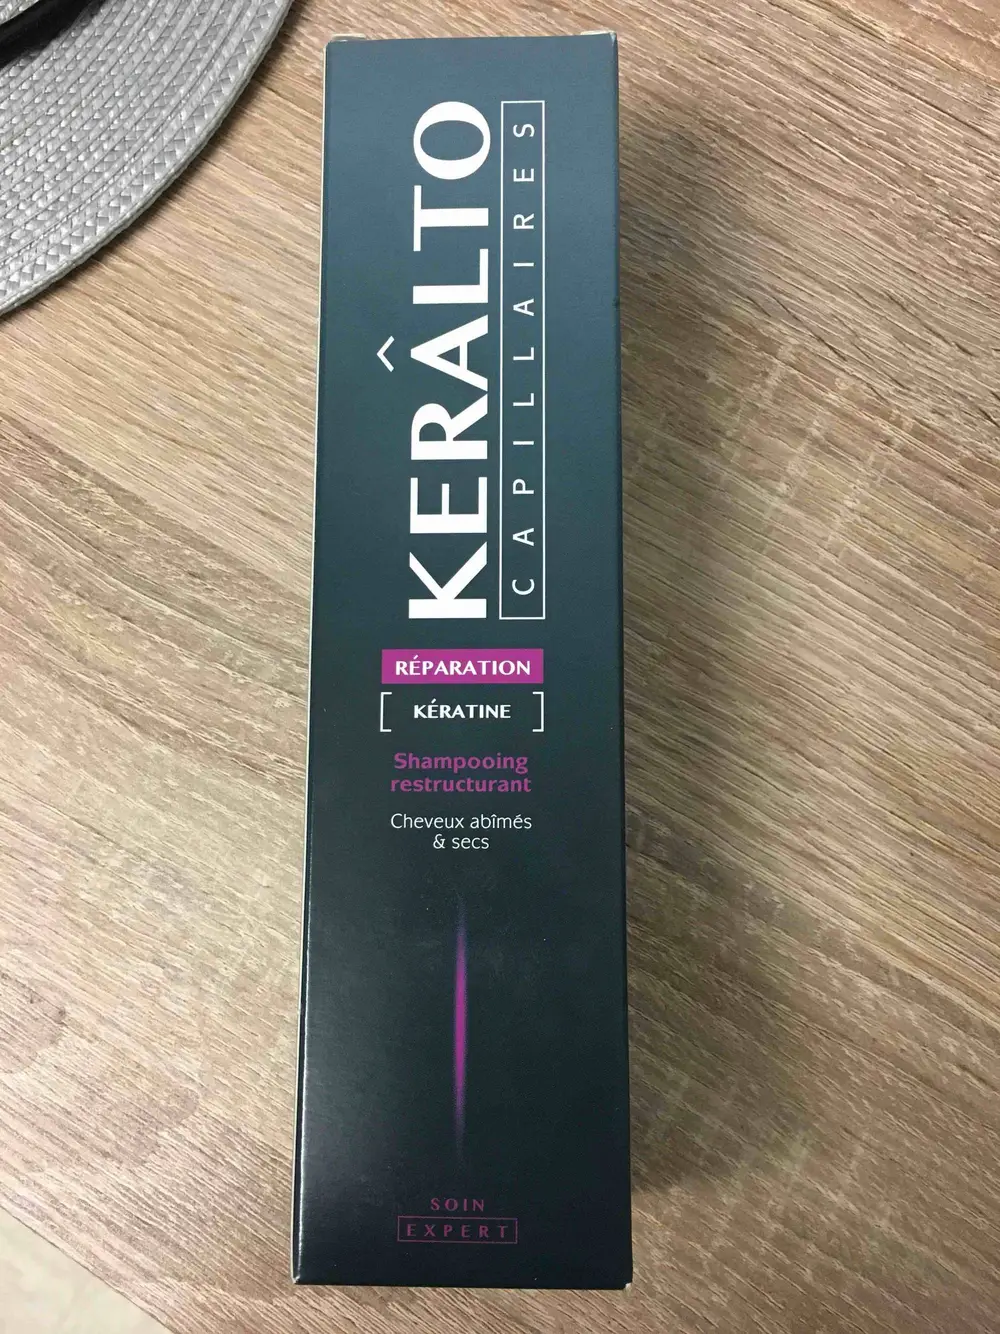 KERÂLTO
CAPILLAIRES
RÉPARATION
[KÉRATINE]
Shampooing
restructurant
Cheveux abîmés
& secs
SOIN
EXPERT